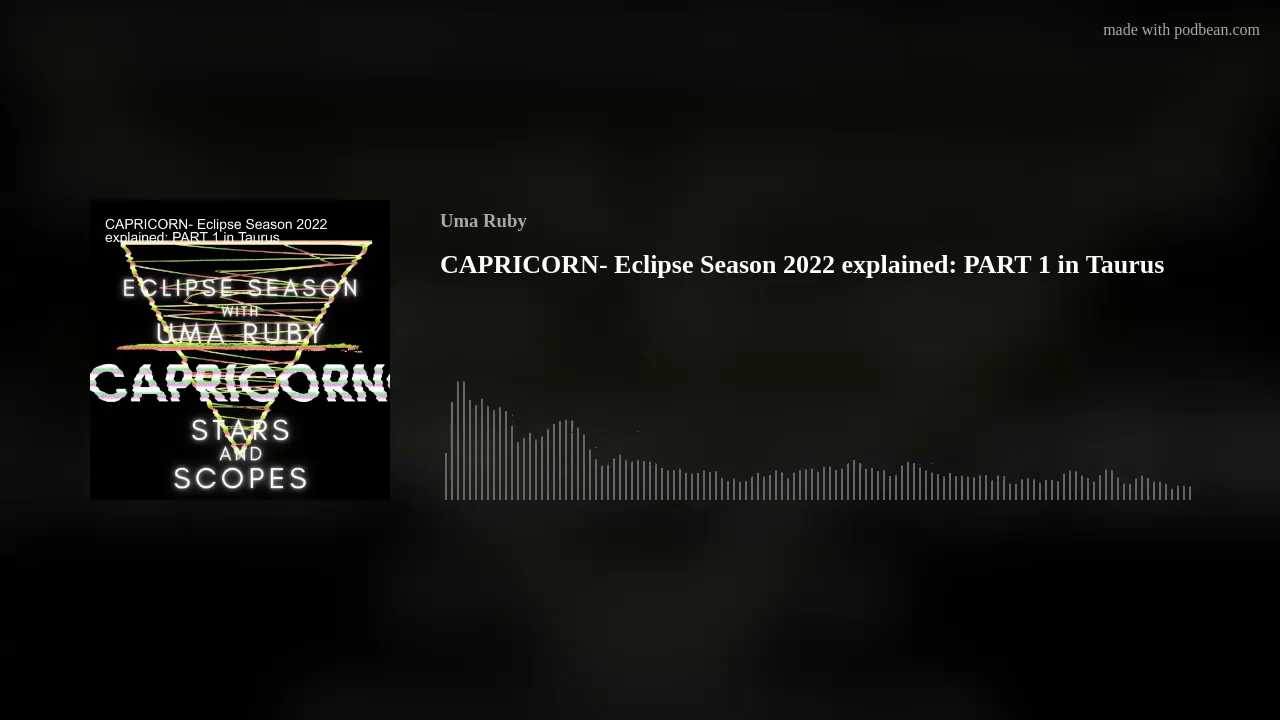 made with podbean.com
CAPRICORN- Eclipse Season 2022
explained: PART 1 in Taurus
ECLIPSE SEASON
WITH
UMA RUBY
CAPRICORN
STARS
AND
SCOPES
Uma Ruby
CAPRICORN- Eclipse Season 2022 explained: PART 1 in Taurus